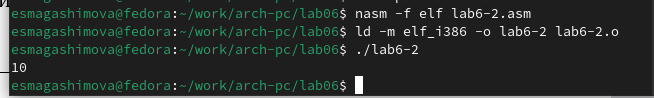 esmagashimova@fedora:~/work/arch-pc/lab06$ nasm -f elf lab6-2.asm
esmagashimova@fedora:~/work/arch-pc/lab06$ ld -m elf_i386 -o lab6-2 lab6-2.o
esmagashimova@fedora:~/work/arch-pc/lab06$ ./lab6-2
10
esmagashimova@fedora:~/work/arch-pc/lab06$